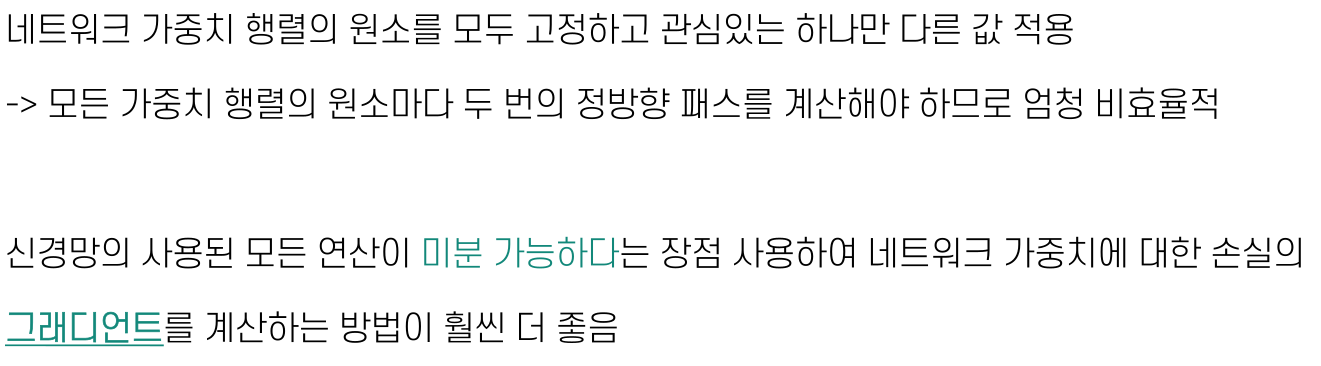 네트워크 가중치 행렬의 원소를 모두 고정하고 관심있는 하나만 다른 값 적용
-> 모든 가중치 행렬의 원소마다 두 번의 정방향 패스를 계산해야 하므로 엄청 비효율적
신경망의 사용된 모든 연산이 미분 가능하다는 장점 사용하여 네트워크 가중치에 대한 손실의
그래디언트를 계산하는 방법이 훨씬 더 좋음